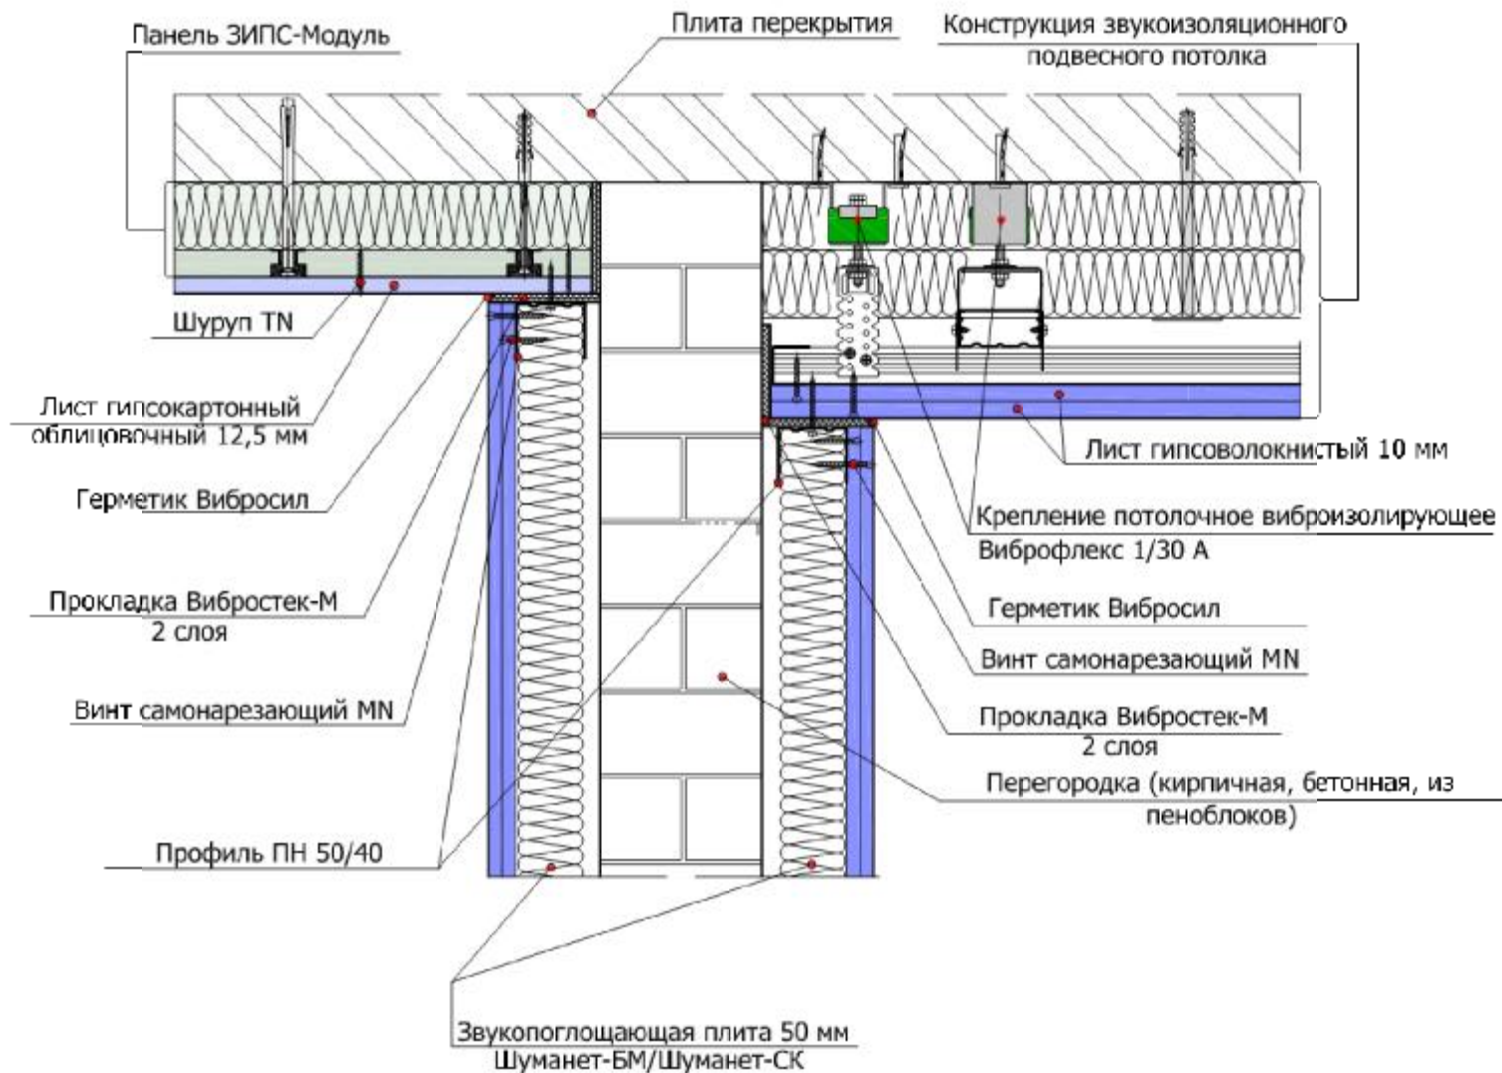 Панель ЗИПС-Модуль
Плита перекрытия
Конструкция звукоизоляционного
подвесного потолка
Шуруп TN
Лист гипсокартонный
облицовочный 12,5 мм
Герметик Вибросил
Прокладка Вибростек-М
2 слоя
Винт самонарезающий MN
Профиль ПН 50/40
Лист гипсоволокнистый 10 мм
Крепление потолочное виброизолирующее
Виброфлекс 1/30 А
Герметик Вибросил
Винт самонарезающий MN
Прокладка Вибростек-М
2 слоя
Перегородка (кирпичная, бетонная, из
пеноблоков)
Звукопоглощающая плита 50 мм
Шуманет-БМ/Шуманет-СК